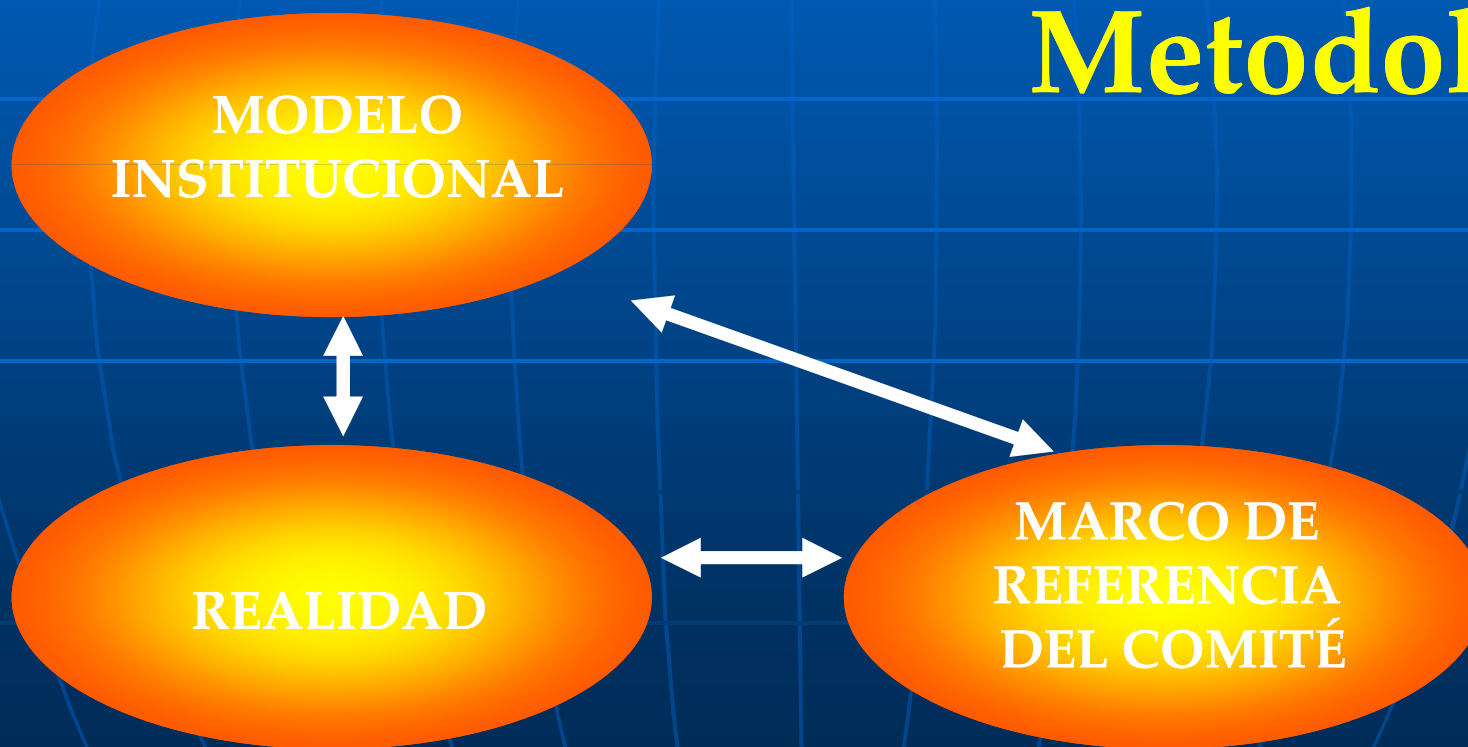 Metodol
MODELO
INSTITUCIONAL
REALIDAD
MARCO DE
REFERENCIA
DEL COMITÉ